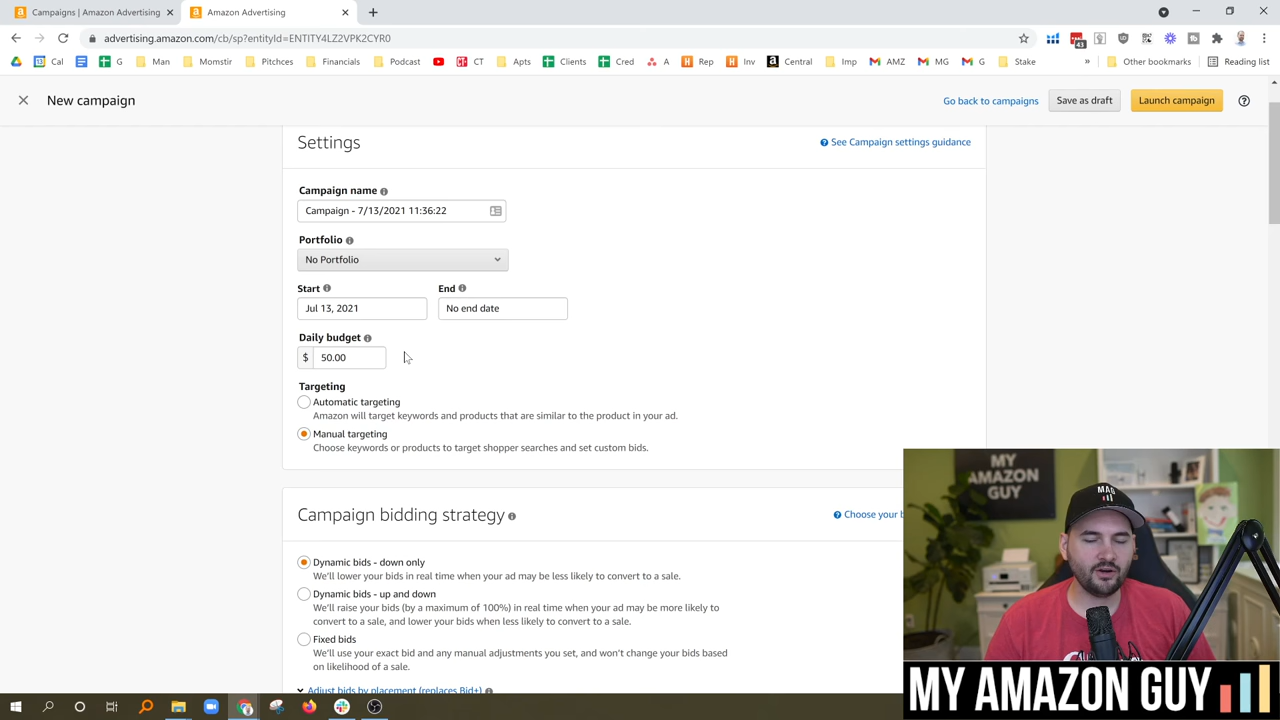 Campaigns | Amazon Advertising
Amazon Advertising
advertising.amazon.com/cb/sp?entityId=ENTITY4LZ2VPK2CYR0
Cal
G
Man
Momstir
Pitchces
Financials
Podcast
CT
Apts
Clients
Cred
A
Rep
Inv
Central
Imp
AMZ
MG
G
Stake
Other bookmarks
Reading list
43
New campaign
Go back to campaigns
Save as draft
Launch campaign
Settings
See Campaign settings guidance
Campaign name
Campaign - 7/13/2021 11:36:22
Portfolio
No Portfolio
Start
End
Jul 13, 2021
No end date
Daily budget
$ 50.00
Targeting
Automatic targeting
Amazon will target keywords and products that are similar to the product in your ad.
Manual targeting
Choose keywords or products to target shopper searches and set custom bids.
Campaign bidding strategy
Choose your b
Dynamic bids - down only
We'll lower your bids in real time when your ad may be less likely to convert to a sale.
Dynamic bids - up and down
We'll raise your bids (by a maximum of 100%) in real time when your ad may be more likely to
convert to a sale, and lower your bids when less likely to convert to a sale.
Fixed bids
We'll use your exact bid and any manual adjustments you set, and won't change your bids based
on likelihood of a sale.
Adjust bids by placement (replaces Bid+)
MY
AMAZON
GUY
MAG
MY AMAZON GUY